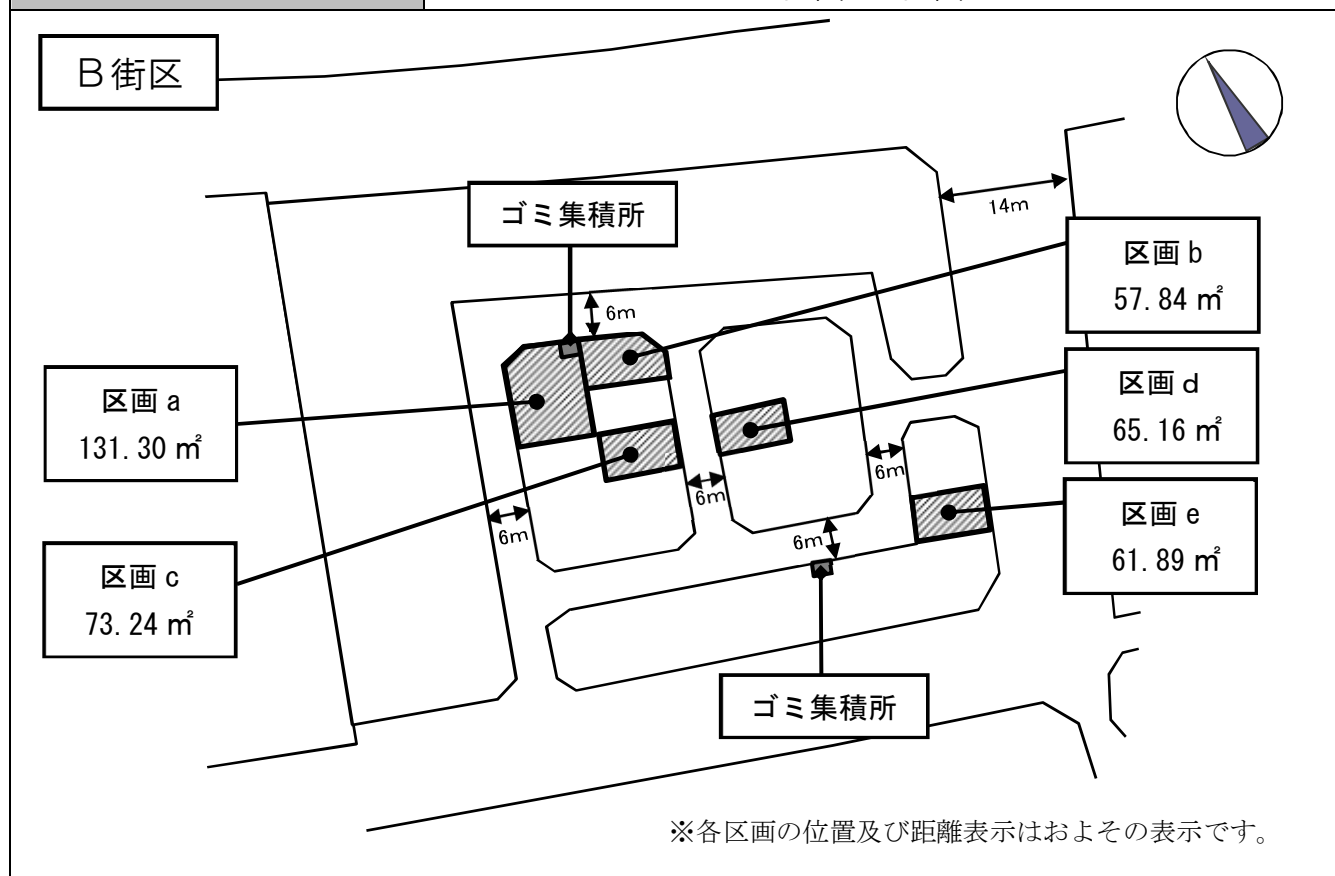 B街区
ゴミ集積所
14m
区画 b
57.84 ㎡
6m
区画 a
131.30 ㎡
区画 d
65.16 ㎡
6m
6m
6m
6m
区画 e
61.89 ㎡
区画 c
73.24 ㎡
ゴミ集積所
※各区画の位置及び距離表示はおよその表示です。